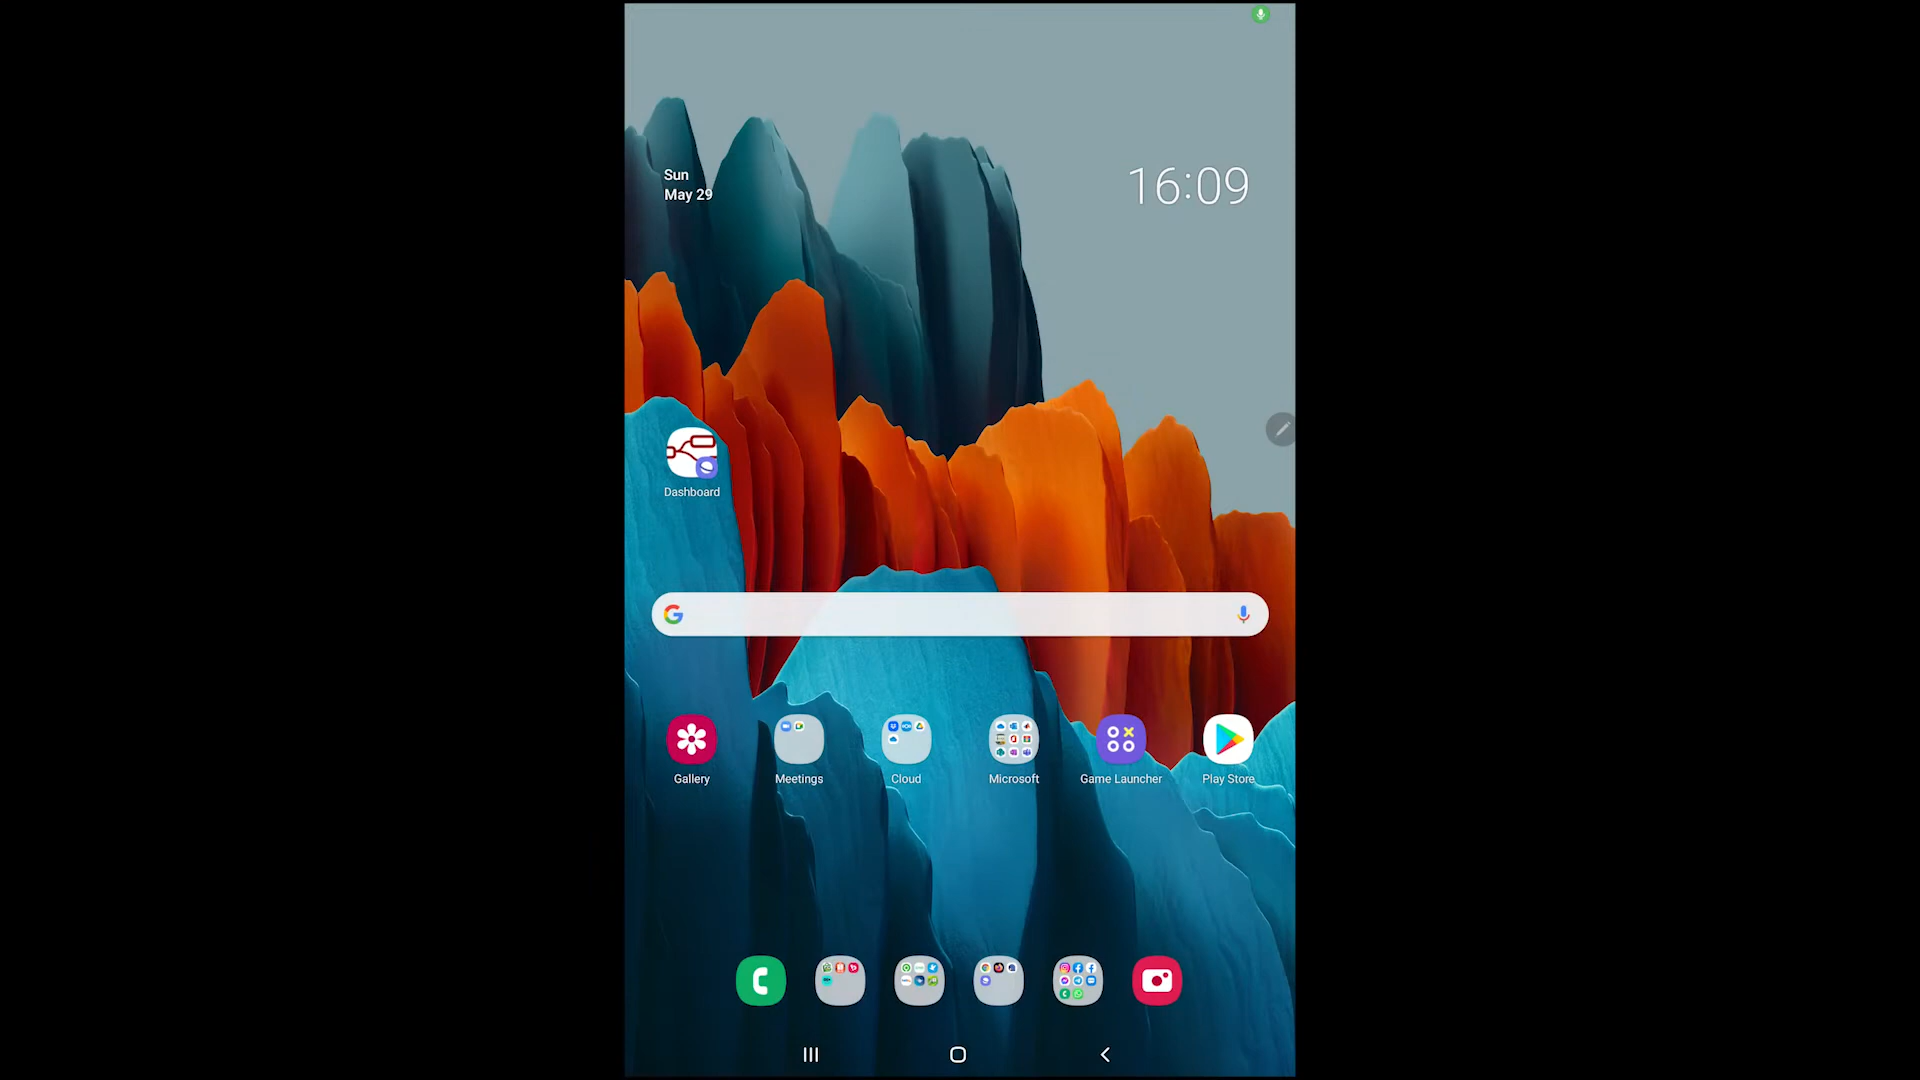 Sun
May 29
16:09
Dashboard
Gallery
Meetings
Cloud
Microsoft
Game Launcher
Play Store